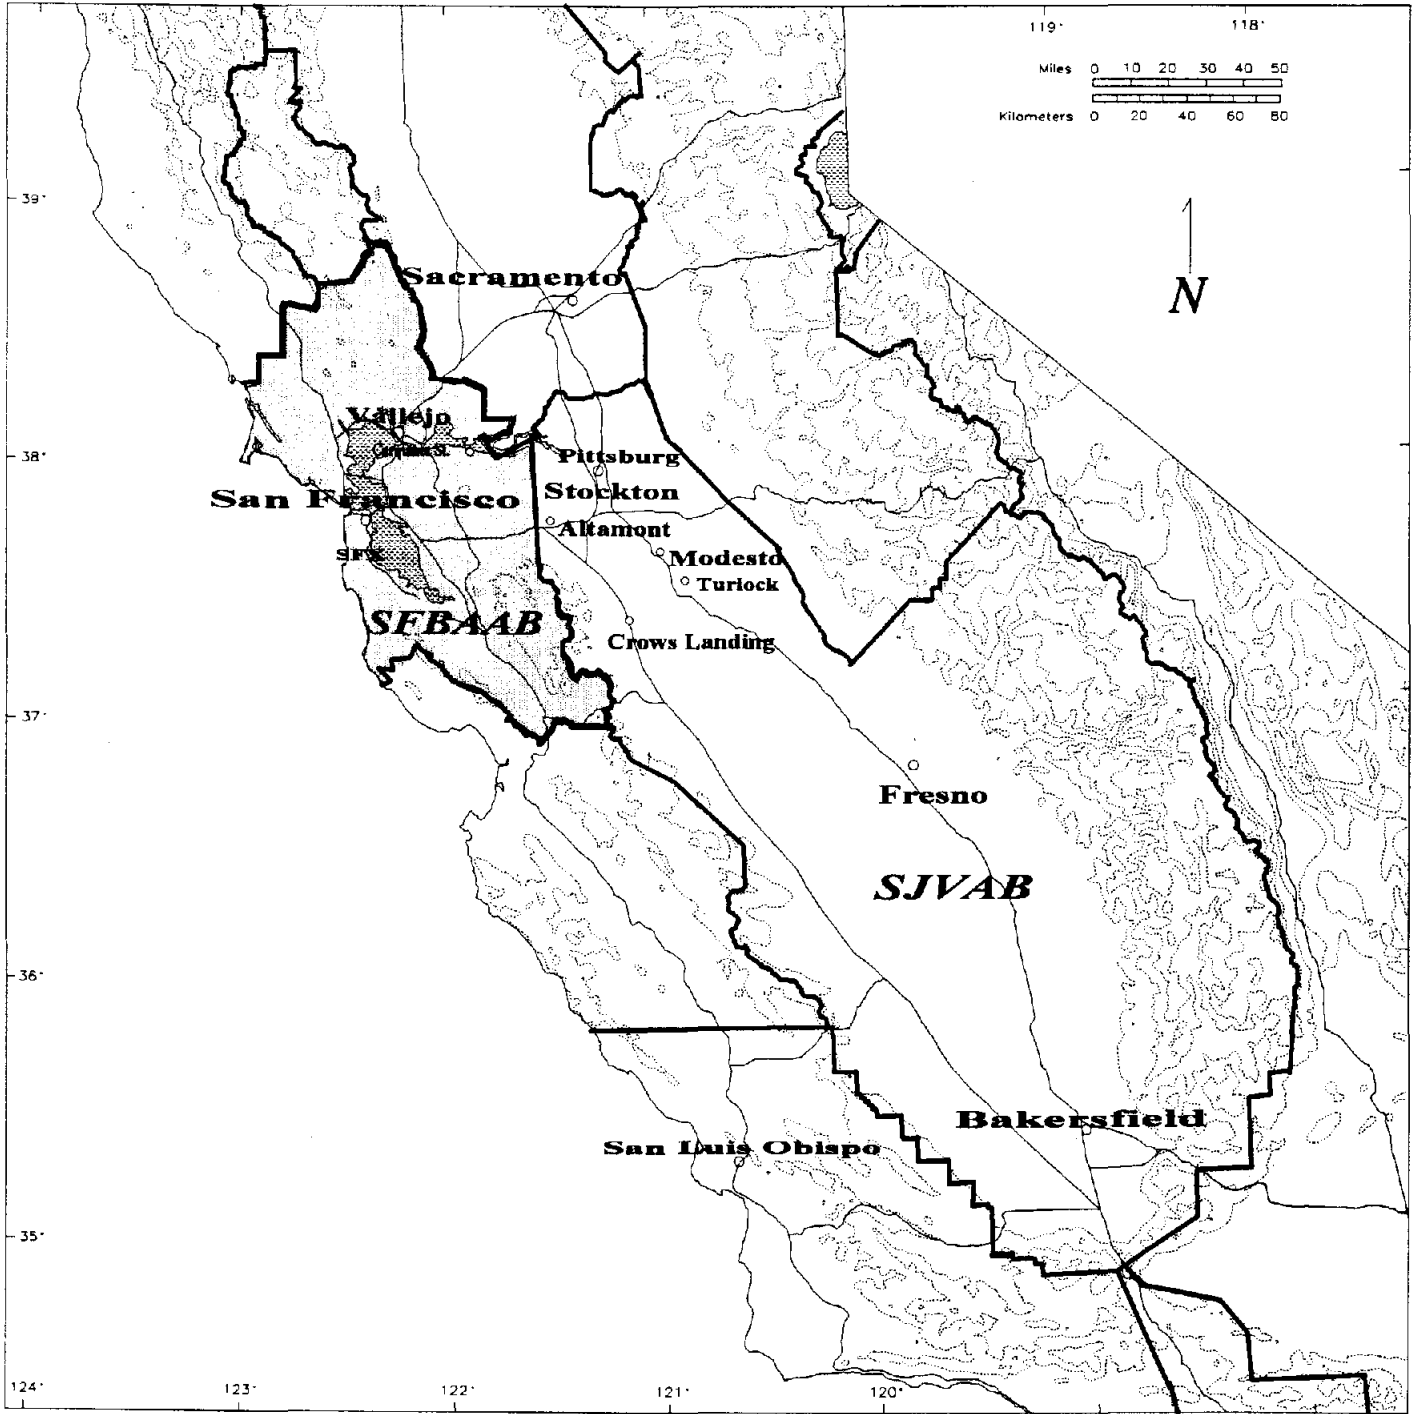 119° 118°
Miles 0 10 20 30 40 50
Kilometers 0 20 40 60 80
39°
N
Sacramento
Vallejo
38°
Pittsburg
San Francisco
Stockton
Altamont
SFX
Modesto
Turlock
SFBAAB
Crows Landing
37°
Fresno
SJVAB
36°
Bakersfield
San Luis Obispo
35°
124° 123° 122° 121° 120°